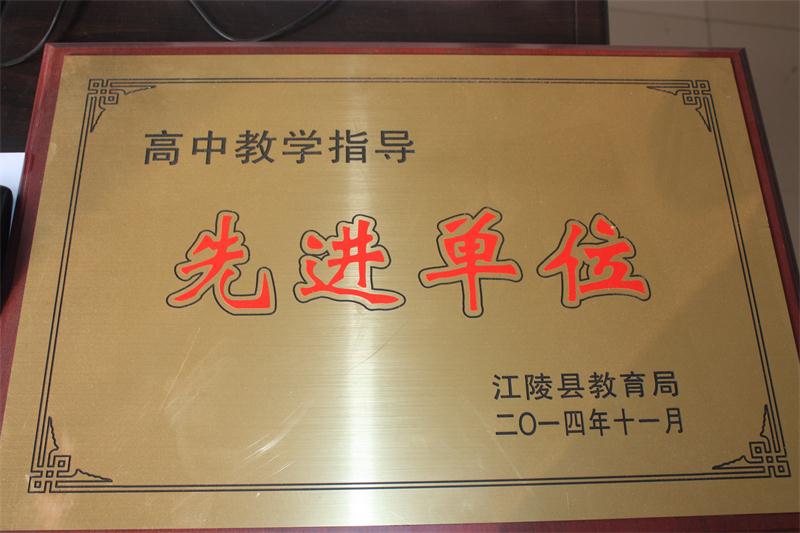 高中教学指导
先进单位
江陵县教育局
二〇一四年十一月